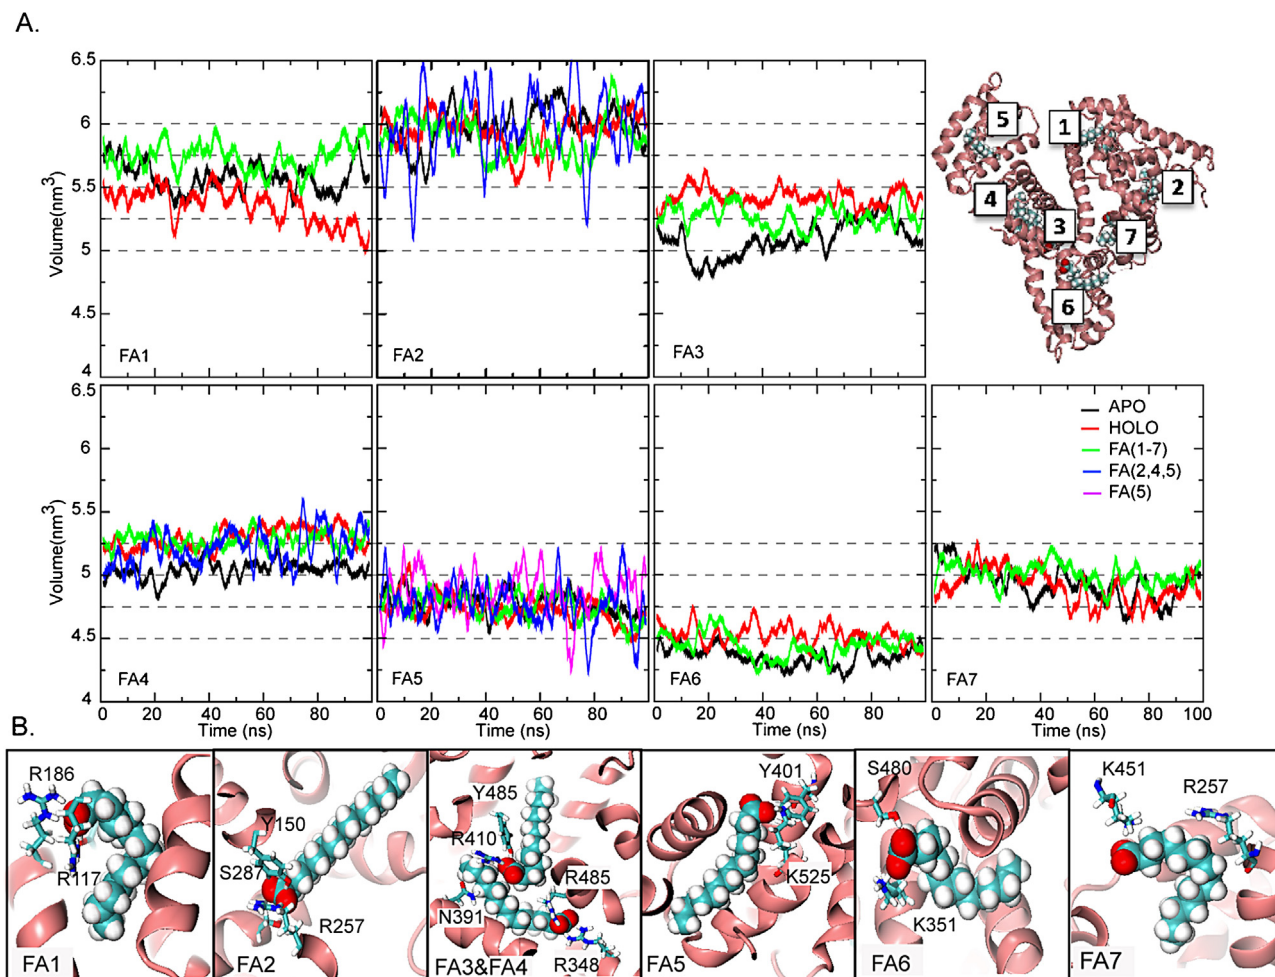 A.
Volume(nm³)
6.5
6
5.5
5
4.5
4
FA1
FA2
FA3
5
1
4
2
3
7
6
Volume(nm³)
6.5
6
5.5
5
4.5
4
FA4
FA5
FA6
FA7
APO
HOLO
FA(1-7)
FA(2,4,5)
FA(5)
0 20 40 60 80
0 20 40 60 80
0 20 40 60 80
0 20 40 60 80 100
Time (ns)
Time (ns)
Time (ns)
Time (ns)
B.
R186
R117
FA1
Y150
S287
R257
FA2
Y485
R410
R485
N391
R348
FA3&FA4
Y401
K525
FA5
S480
K351
FA6
K451
R257
FA7